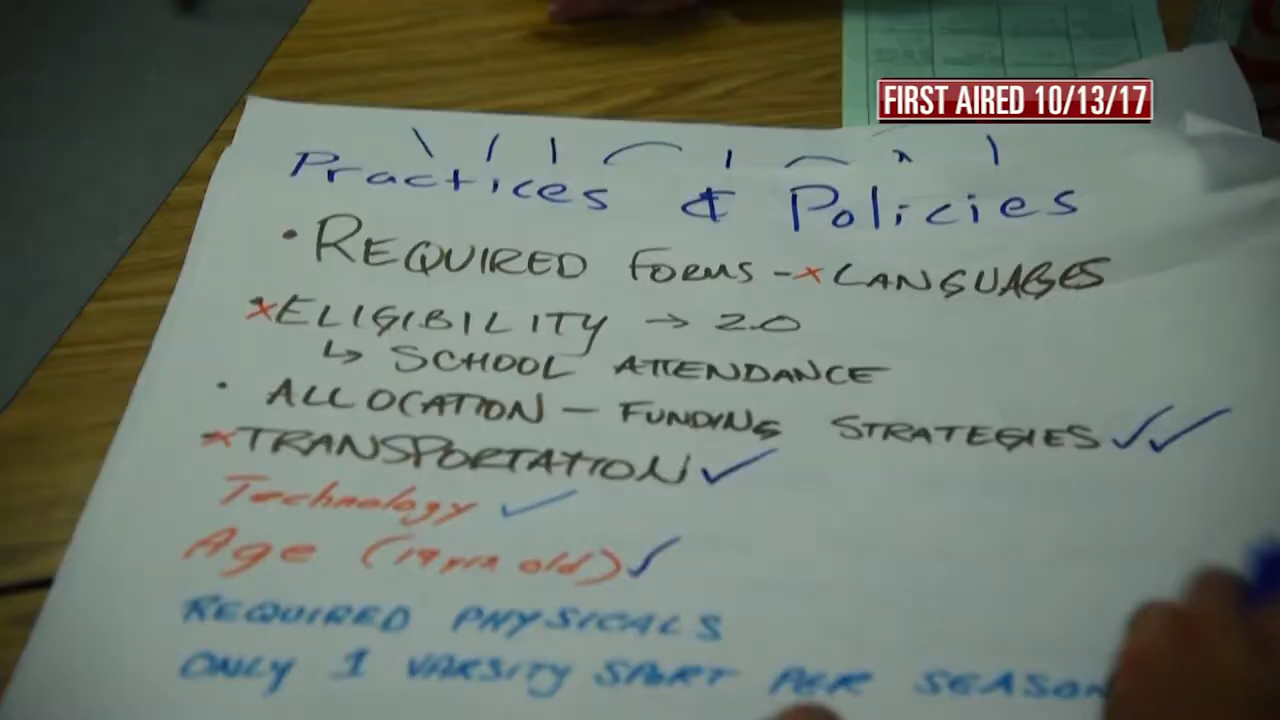 FIRST AIRED 10/13/17
Practices & Policies
• REQUIRED FORMS - x LANGUAGES
x ELIGIBILITY → 2.0
↳ SCHOOL ATTENDANCE
• ALLOCATION — FUNDING STRATEGIES ✓✓
x TRANSPORTATION ✓
Technology ✓
Age (19 yrs old) ✓
REQUIRED PHYSICALS
ONLY 1 VARSITY SPORT PER SEASON